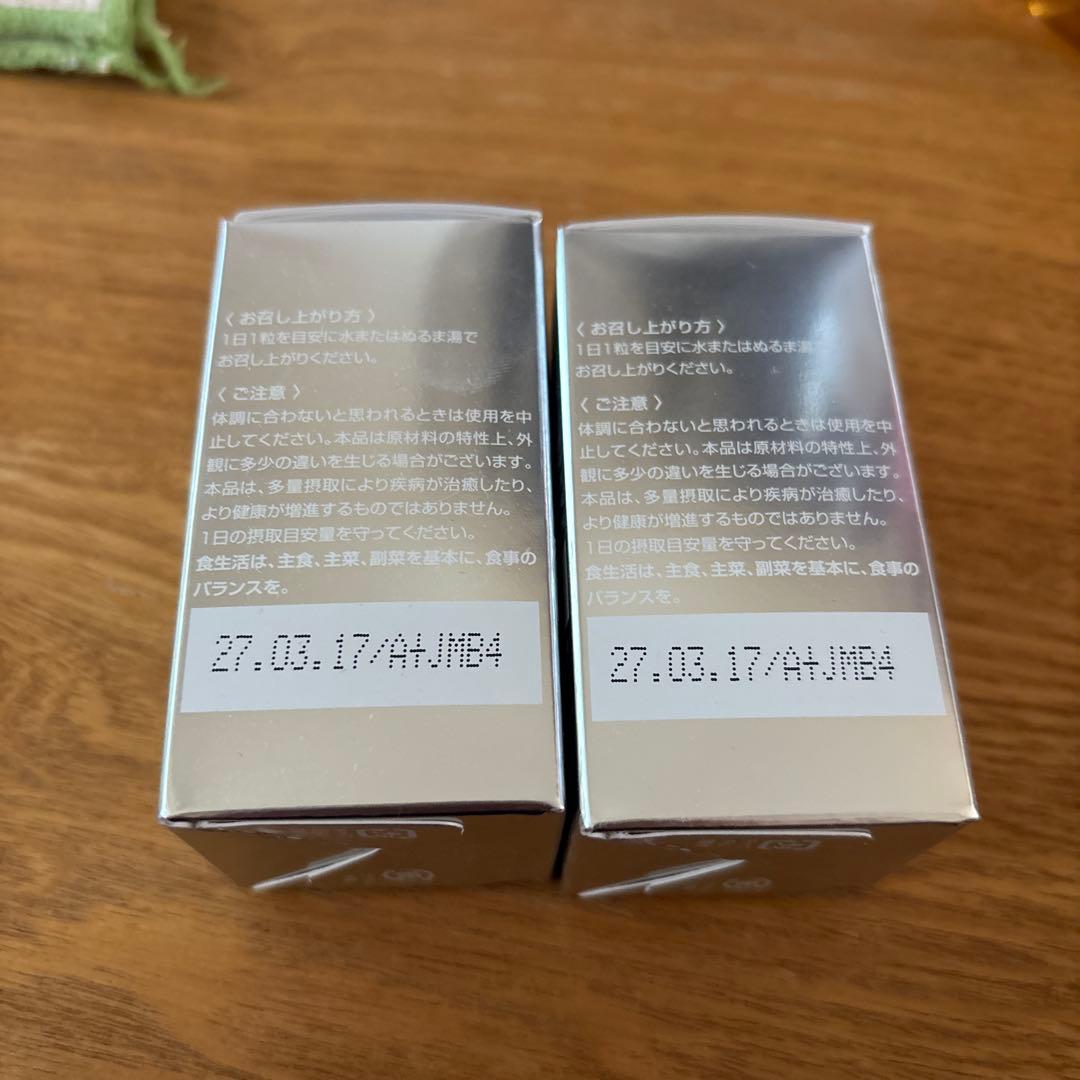 〈 お召し上がり方 〉
1日1粒を目安に水またはぬるま湯で
お召し上がりください。
〈 ご注意 〉
体調に合わないと思われるときは使用を中
止してください。本品は原材料の特性上、外
観に多少の違いを生じる場合がございます。
本品は、多量摂取により疾病が治癒したり、
より健康が増進するものではありません。
1日の摂取目安量を守ってください。
食生活は、主食、主菜、副菜を基本に、食事の
バランスを。
27.03.17/A+JMB4
〈 お召し上がり方 〉
1日1粒を目安に水またはぬるま湯
お召し上がりください。
〈 ご注意 〉
体調に合わないと思われるときは使用を中
止してください。本品は原材料の特性上、外
観に多少の違いを生じる場合がございます。
本品は、多量摂取により疾病が治癒したり、
より健康が増進するものではありません。
1日の摂取目安量を守ってください。
食生活は、主食、主菜、副菜を基本に、食事の
バランスを。
27.03.17/A+JMB4